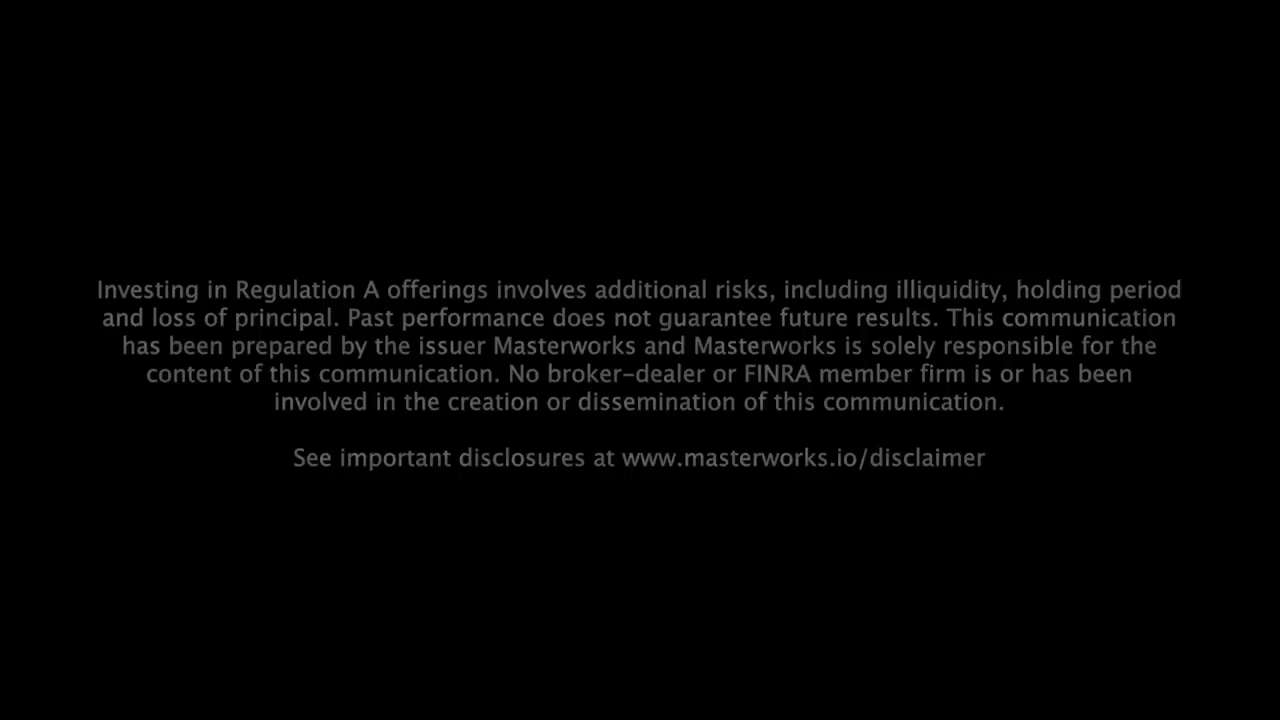 Investing in Regulation A offerings involves additional risks, including illiquidity, holding period
and loss of principal. Past performance does not guarantee future results. This communication
has been prepared by the issuer Masterworks and Masterworks is solely responsible for the
content of this communication. No broker-dealer or FINRA member firm is or has been
involved in the creation or dissemination of this communication.
See important disclosures at www.masterworks.io/disclaimer